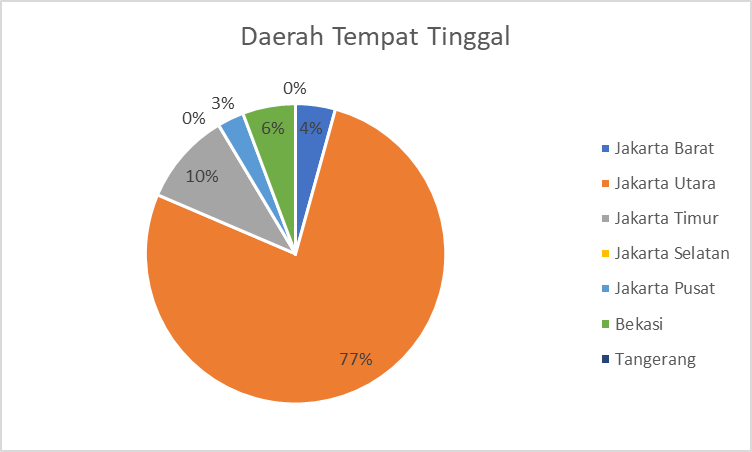 Daerah Tempat Tinggal
0%
4%
6%
3%
0%
10%
77%
Jakarta Barat
Jakarta Utara
Jakarta Timur
Jakarta Selatan
Jakarta Pusat
Bekasi
Tangerang